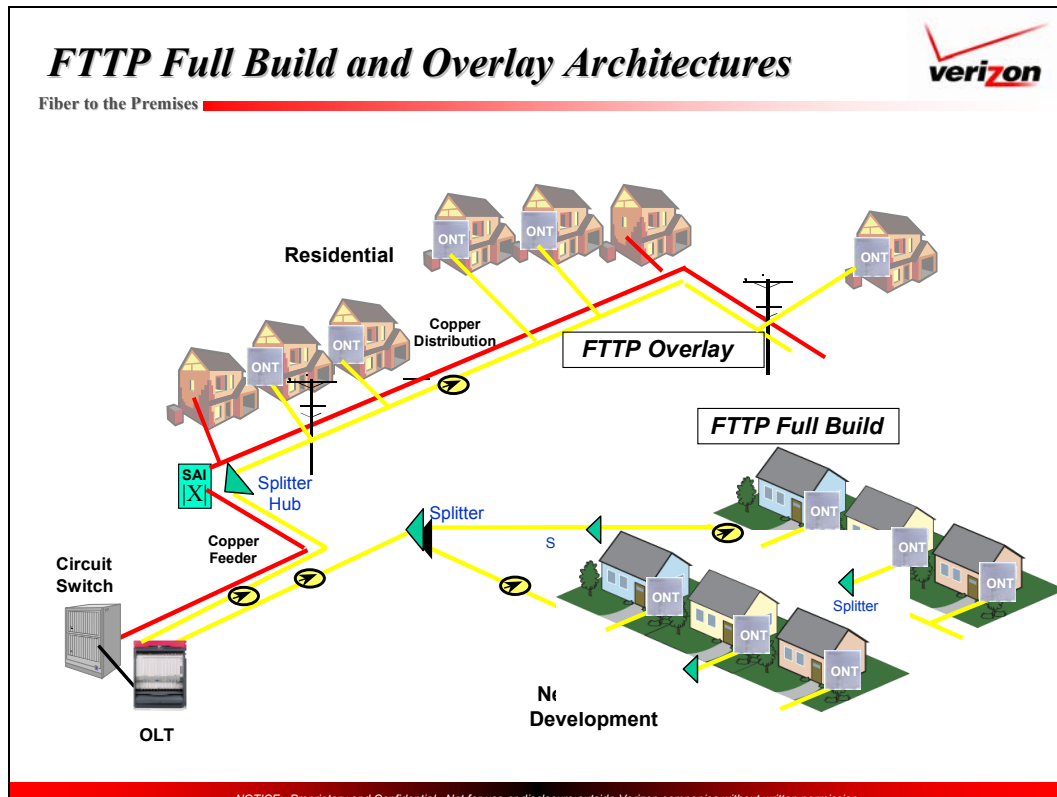 FTTP Full Build and Overlay Architectures
verizon
Fiber to the Premises
Residential
ONT
ONT
ONT
ONT
ONT
Copper
Distribution
FTTP Overlay
FTTP Full Build
SAI
|X|
Splitter
Hub
Splitter
S
Copper
Feeder
Circuit
Switch
OLT
ONT
ONT
ONT
Splitter
ONT
ONT
ONT
Development